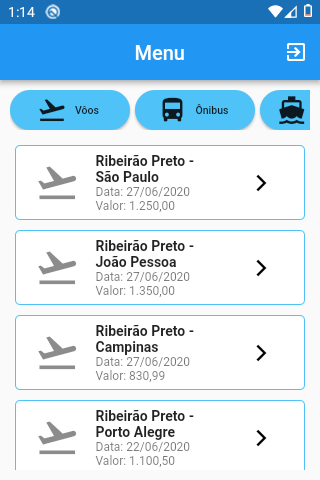 1:14
Menu
Vôos
Ônibus
Ribeirão Preto -
São Paulo
Data: 27/06/2020
Valor: 1.250,00
Ribeirão Preto -
João Pessoa
Data: 27/06/2020
Valor: 1.350,00
Ribeirão Preto -
Campinas
Data: 27/06/2020
Valor: 830,99
Ribeirão Preto -
Porto Alegre
Data: 22/06/2020
Valor: 1.100,50